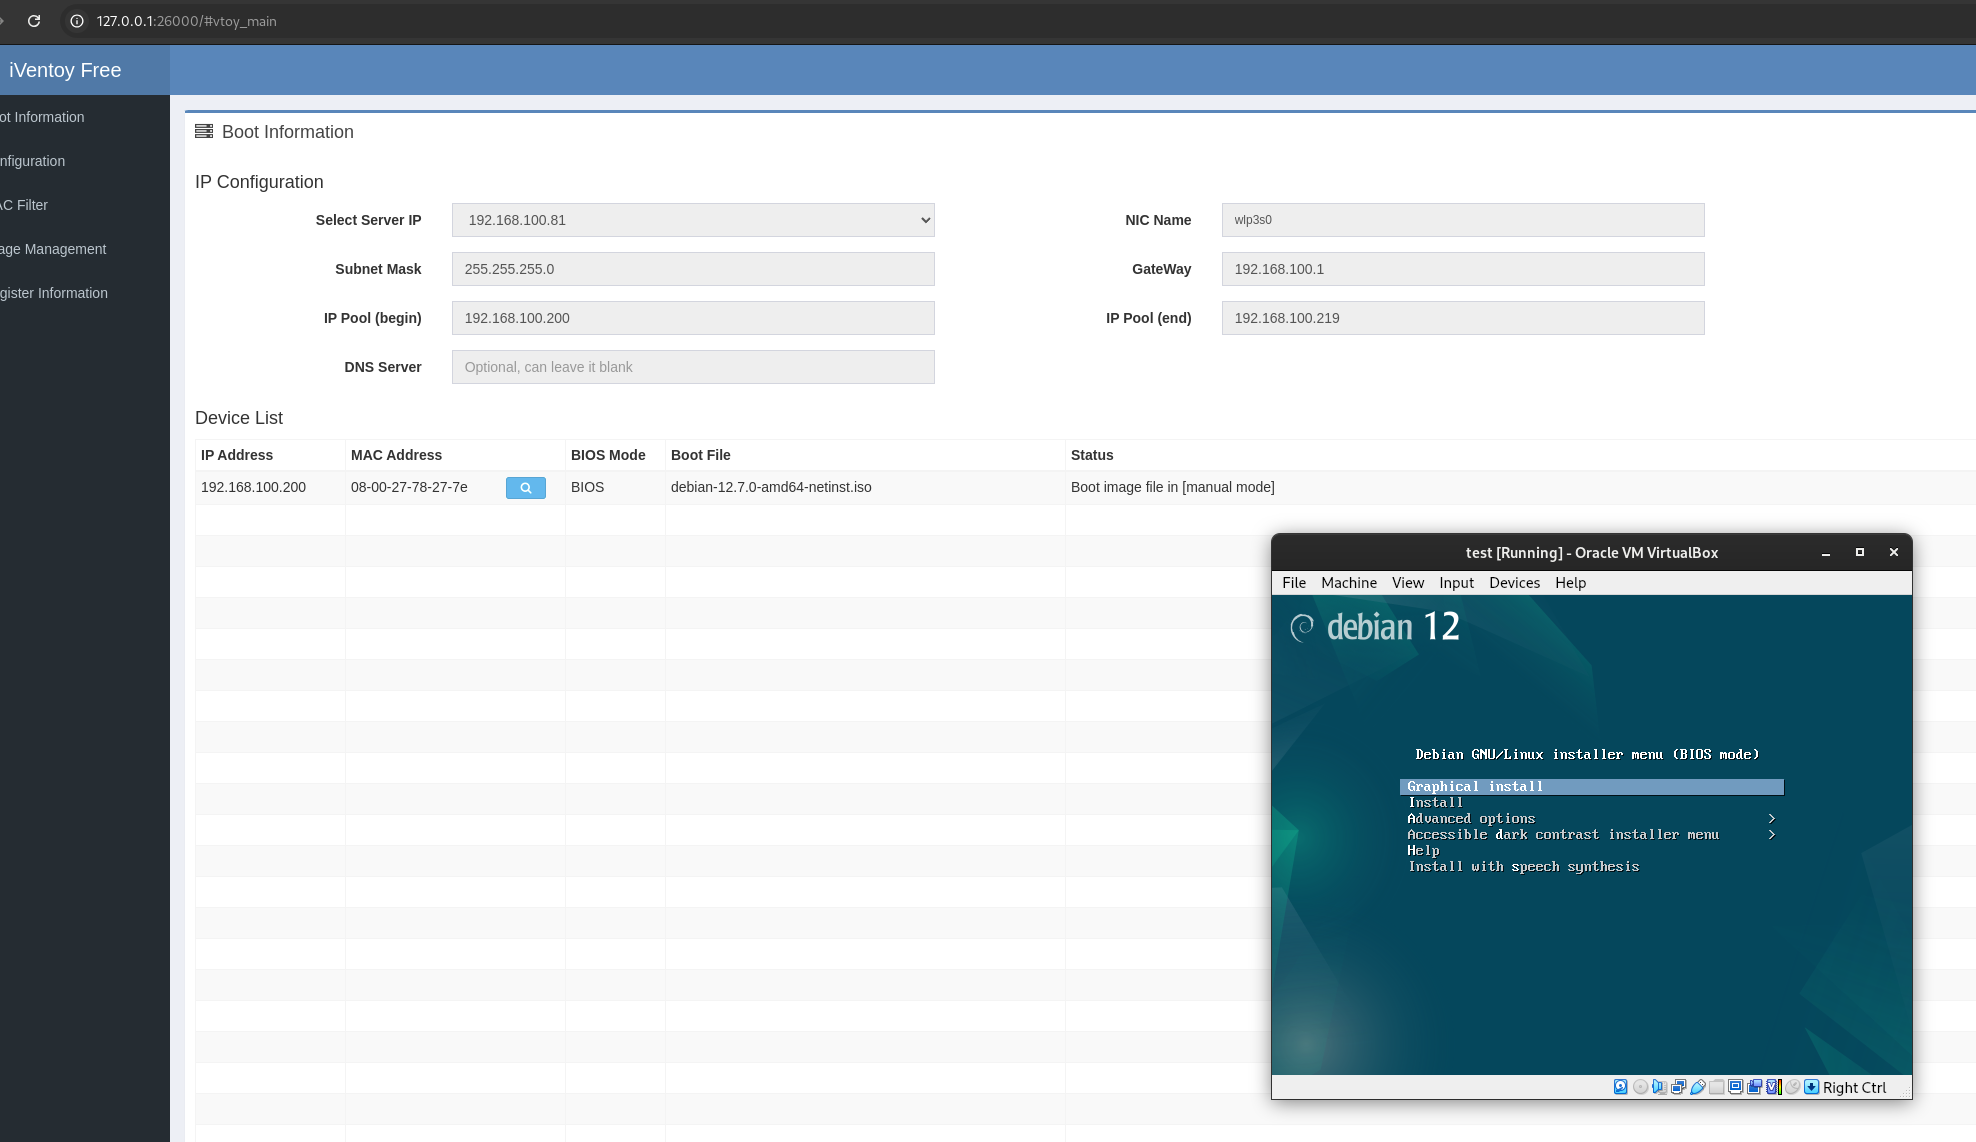 127.0.0.1:26000/#vtoy_main
iVentoy Free
ot Information
nfiguration
AC Filter
age Management
gister Information
Boot Information
IP Configuration
Select Server IP 192.168.100.81 NIC Name wlp3s0
Subnet Mask 255.255.255.0 GateWay 192.168.100.1
IP Pool (begin) 192.168.100.200 IP Pool (end) 192.168.100.219
DNS Server Optional, can leave it blank
Device List
IP Address MAC Address BIOS Mode Boot File Status
192.168.100.200 08-00-27-78-27-7e BIOS debian-12.7.0-amd64-netinst.iso Boot image file in [manual mode]
test [Running] - Oracle VM VirtualBox
File Machine View Input Devices Help
debian 12
Debian GNU/Linux installer menu (BIOS mode)
Graphical install
Install
Advanced options >
Accessible dark contrast installer menu >
Help
Install with speech synthesis
Right Ctrl